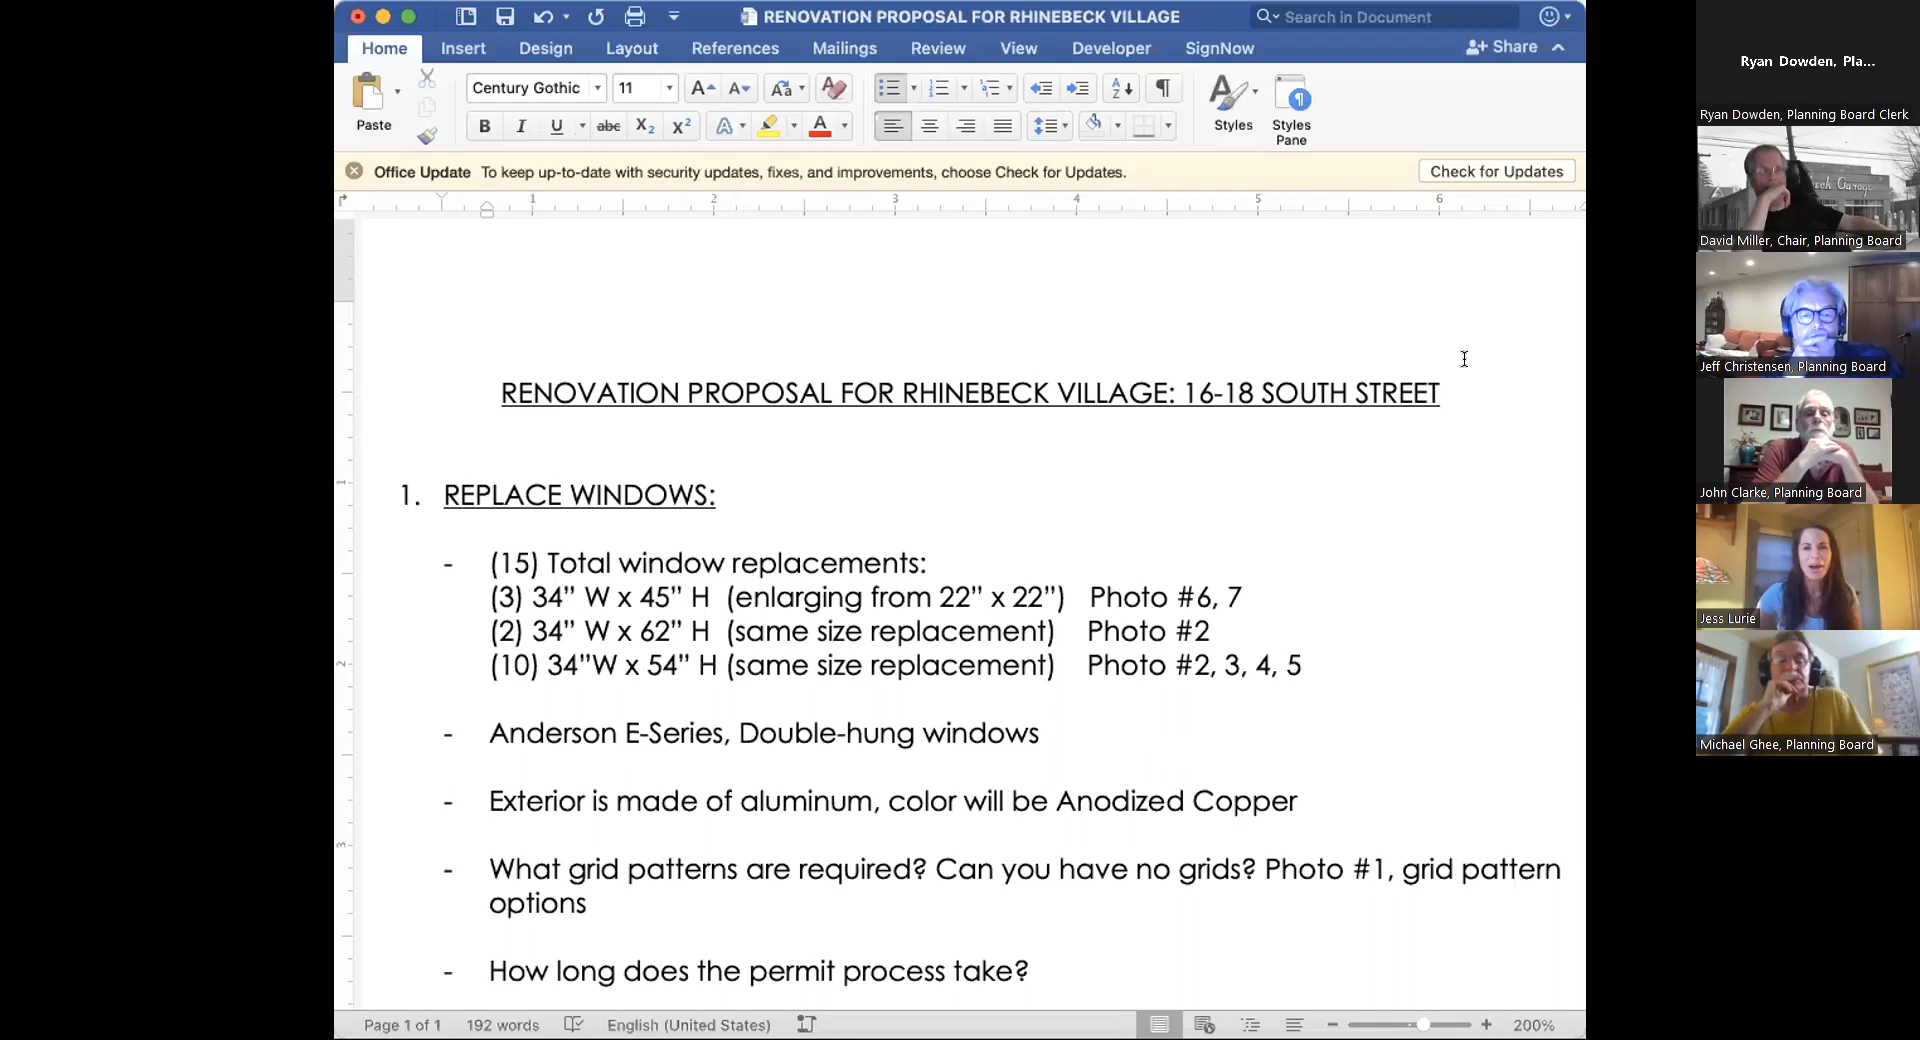 RENOVATION PROPOSAL FOR RHINEBECK VILLAGE
Search in Document
Home Insert Design Layout References Mailings Review View Developer SignNow Share
Century Gothic 11
Paste
Styles
Styles Pane
Office Update To keep up-to-date with security updates, fixes, and improvements, choose Check for Updates. Check for Updates
1 2 3 4 5 6
RENOVATION PROPOSAL FOR RHINEBECK VILLAGE: 16-18 SOUTH STREET
1. REPLACE WINDOWS:
- (15) Total window replacements:
(3) 34” W x 45” H (enlarging from 22” x 22”) Photo #6, 7
(2) 34” W x 62” H (same size replacement) Photo #2
(10) 34”W x 54” H (same size replacement) Photo #2, 3, 4, 5
- Anderson E-Series, Double-hung windows
- Exterior is made of aluminum, color will be Anodized Copper
- What grid patterns are required? Can you have no grids? Photo #1, grid pattern
options
- How long does the permit process take?
Page 1 of 1 192 words English (United States) 200%
Ryan Dowden, Pla...
Ryan Dowden, Planning Board Clerk
David Miller, Chair, Planning Board
Jeff Christensen, Planning Board
John Clarke, Planning Board
Jess Lurie
Michael Ghee, Planning Board